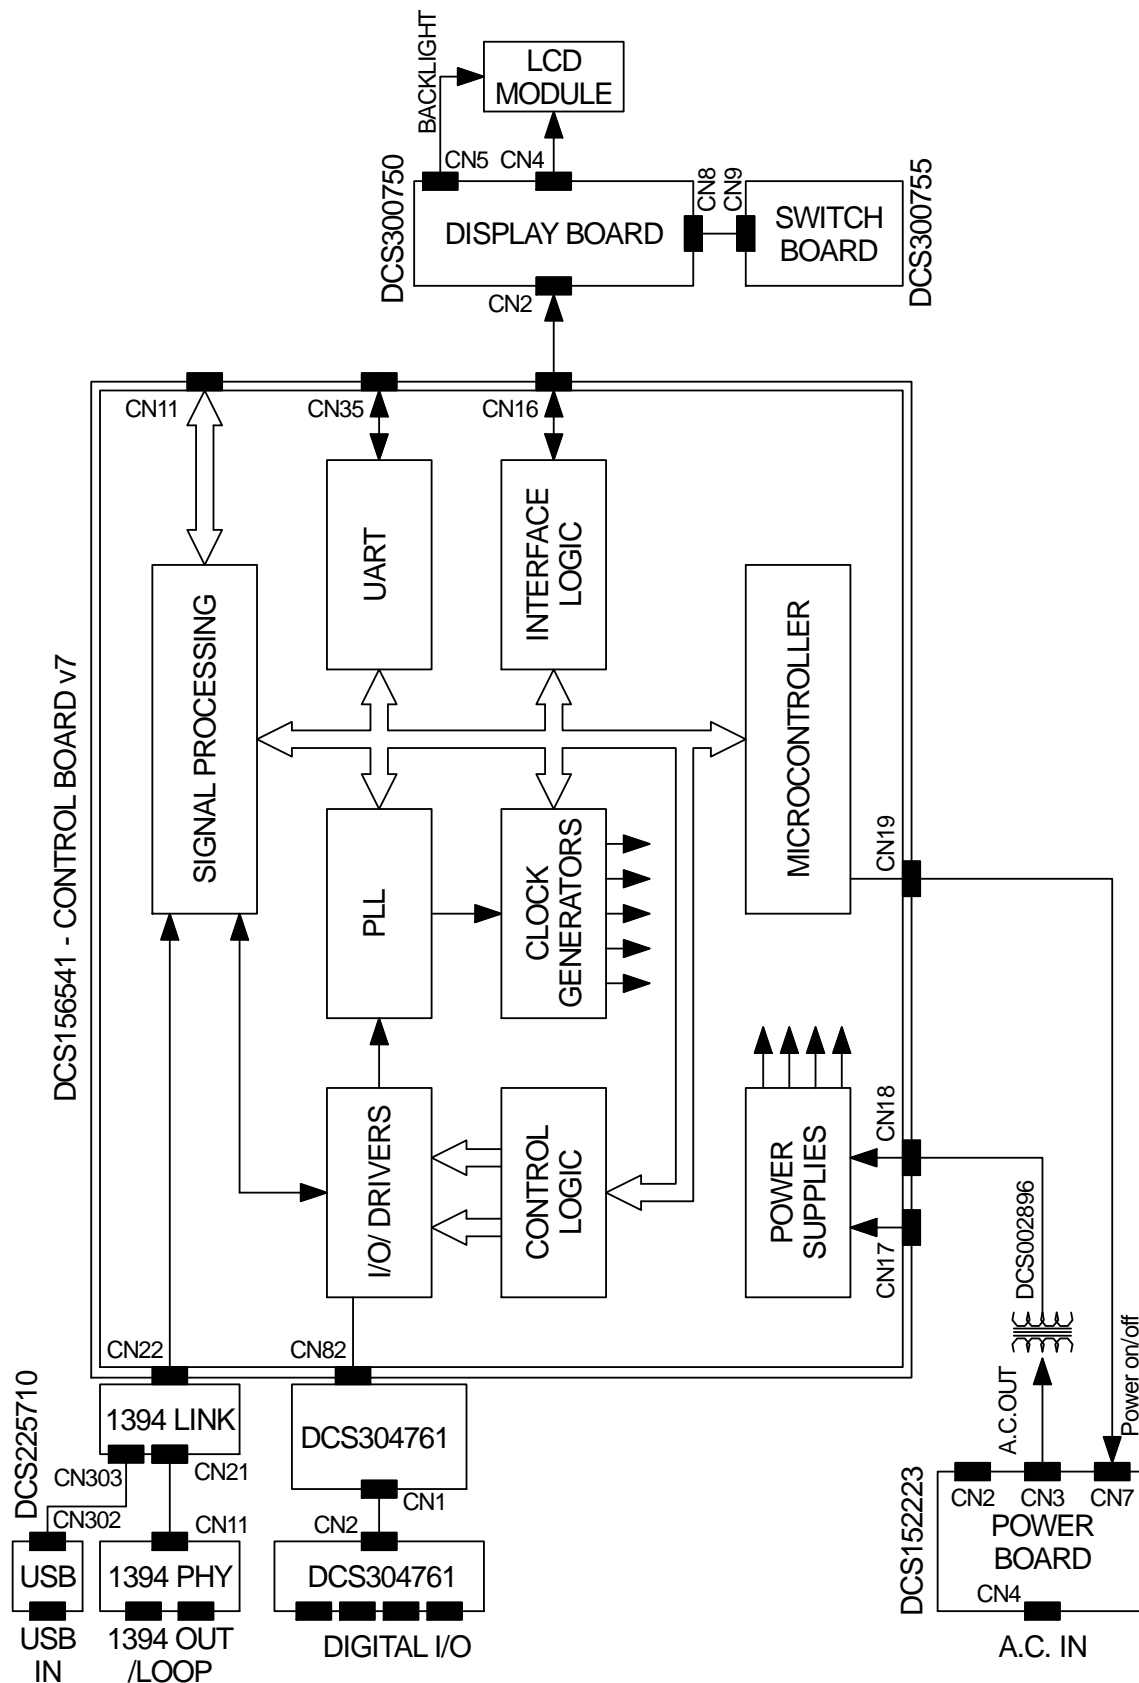 BACKLIGHT
LCD
MODULE
CN5
CN4
DCS300750
DISPLAY BOARD
CN8
CN9
SWITCH
BOARD
DCS300755
CN2
CN11
CN35
CN16
DCS156541 - CONTROL BOARD v7
SIGNAL PROCESSING
UART
INTERFACE
LOGIC
MICROCONTROLLER
PLL
CLOCK
GENERATORS
CN19
I/O/ DRIVERS
CONTROL
LOGIC
POWER
SUPPLIES
CN18
CN17
DCS002896
CN22
CN82
DCS225710
1394 LINK
DCS304761
CN303
CN21
CN302
CN11
CN1
CN2
USB
1394 PHY
DCS304761
USB
IN
1394 OUT
/LOOP
DIGITAL I/O
A.C.OUT
Power on/off
DCS152223
CN2
CN3
CN7
POWER
BOARD
CN4
A.C. IN